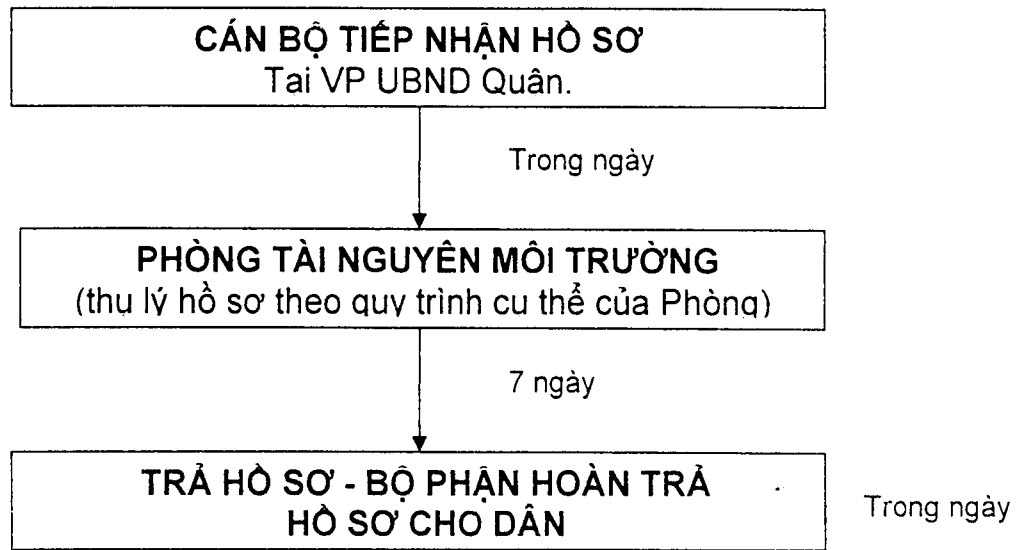 CÁN BỘ TIẾP NHẬN HỒ SƠ
Tại VP UBND Quân.
Trong ngày
PHÒNG TÀI NGUYÊN MÔI TRƯỜNG
(thụ lý hồ sơ theo quy trình cụ thể của Phòng)
7 ngày
TRẢ HỒ SƠ - BỘ PHẬN HOÀN TRẢ
HỒ SƠ CHO DÂN
Trong ngày